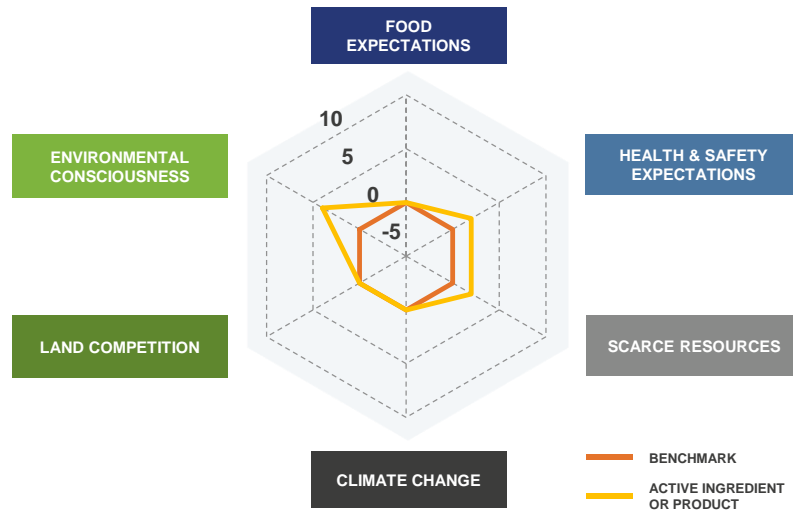 FOOD
EXPECTATIONS
10
5
0
-5
ENVIRONMENTAL
CONSCIOUSNESS
HEALTH & SAFETY
EXPECTATIONS
LAND COMPETITION
SCARCE RESOURCES
CLIMATE CHANGE
BENCHMARK
ACTIVE INGREDIENT
OR PRODUCT